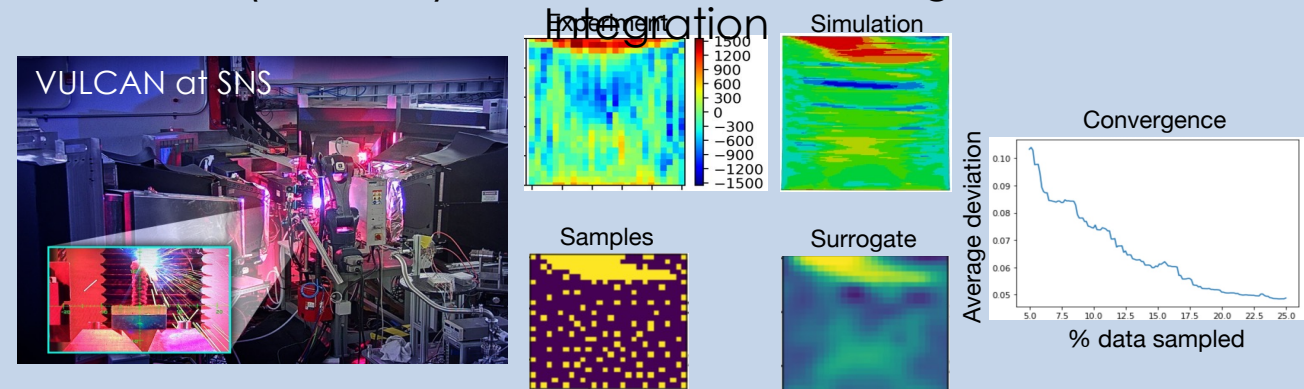 Integration
VULCAN at SNS
Experiment
1500
1200
900
600
300
0
−300
−600
−900
−1200
−1500
Simulation
Samples
Surrogate
Convergence
Average deviation
0.10
0.09
0.08
0.07
0.06
0.05
5.0 7.5 10.0 12.5 15.0 17.5 20.0 22.5 25.0
% data sampled